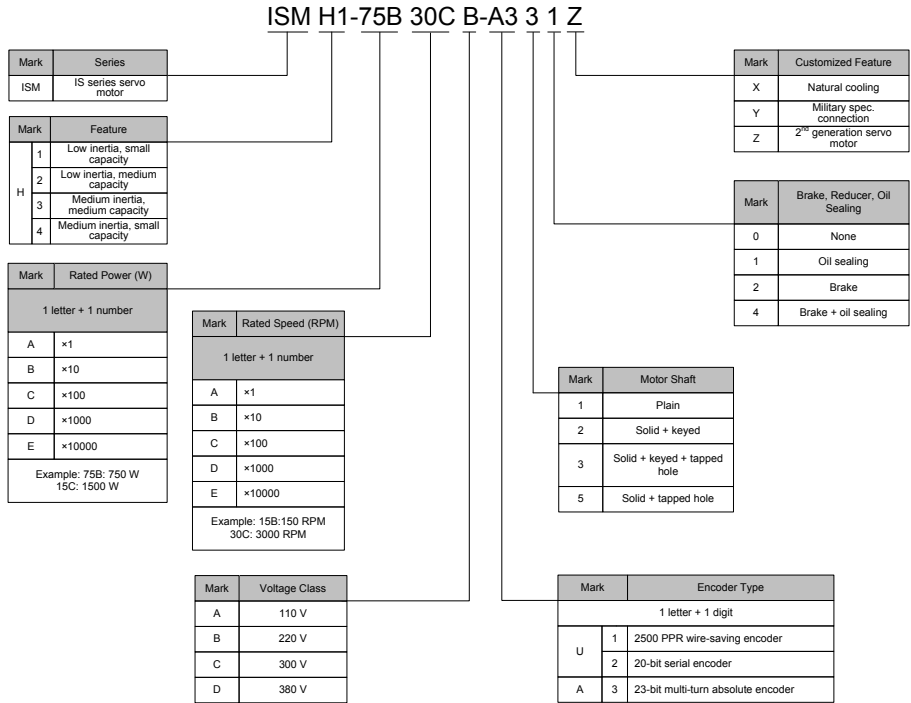 ISM H1-75B 30C B-A3 3 1 Z
Mark Series
ISM IS series servo
motor
Mark Feature
H
1 Low inertia, small
capacity
2 Low inertia, medium
capacity
3 Medium inertia,
medium capacity
4 Medium inertia, small
capacity
Mark Rated Power (W)
1 letter + 1 number
A ×1
B ×10
C ×100
D ×1000
E ×10000
Example: 75B: 750 W
15C: 1500 W
Mark Rated Speed (RPM)
1 letter + 1 number
A ×1
B ×10
C ×100
D ×1000
E ×10000
Example: 15B:150 RPM
30C: 3000 RPM
Mark Voltage Class
A 110 V
B 220 V
C 300 V
D 380 V
Mark Customized Feature
X Natural cooling
Y Military spec.
connection
Z 2nd generation servo
motor
Mark Brake, Reducer, Oil
Sealing
0 None
1 Oil sealing
2 Brake
4 Brake + oil sealing
Mark Motor Shaft
1 Plain
2 Solid + keyed
3 Solid + keyed + tapped
hole
5 Solid + tapped hole
Mark Encoder Type
1 letter + 1 digit
U
1 2500 PPR wire-saving encoder
2 20-bit serial encoder
A 3 23-bit multi-turn absolute encoder